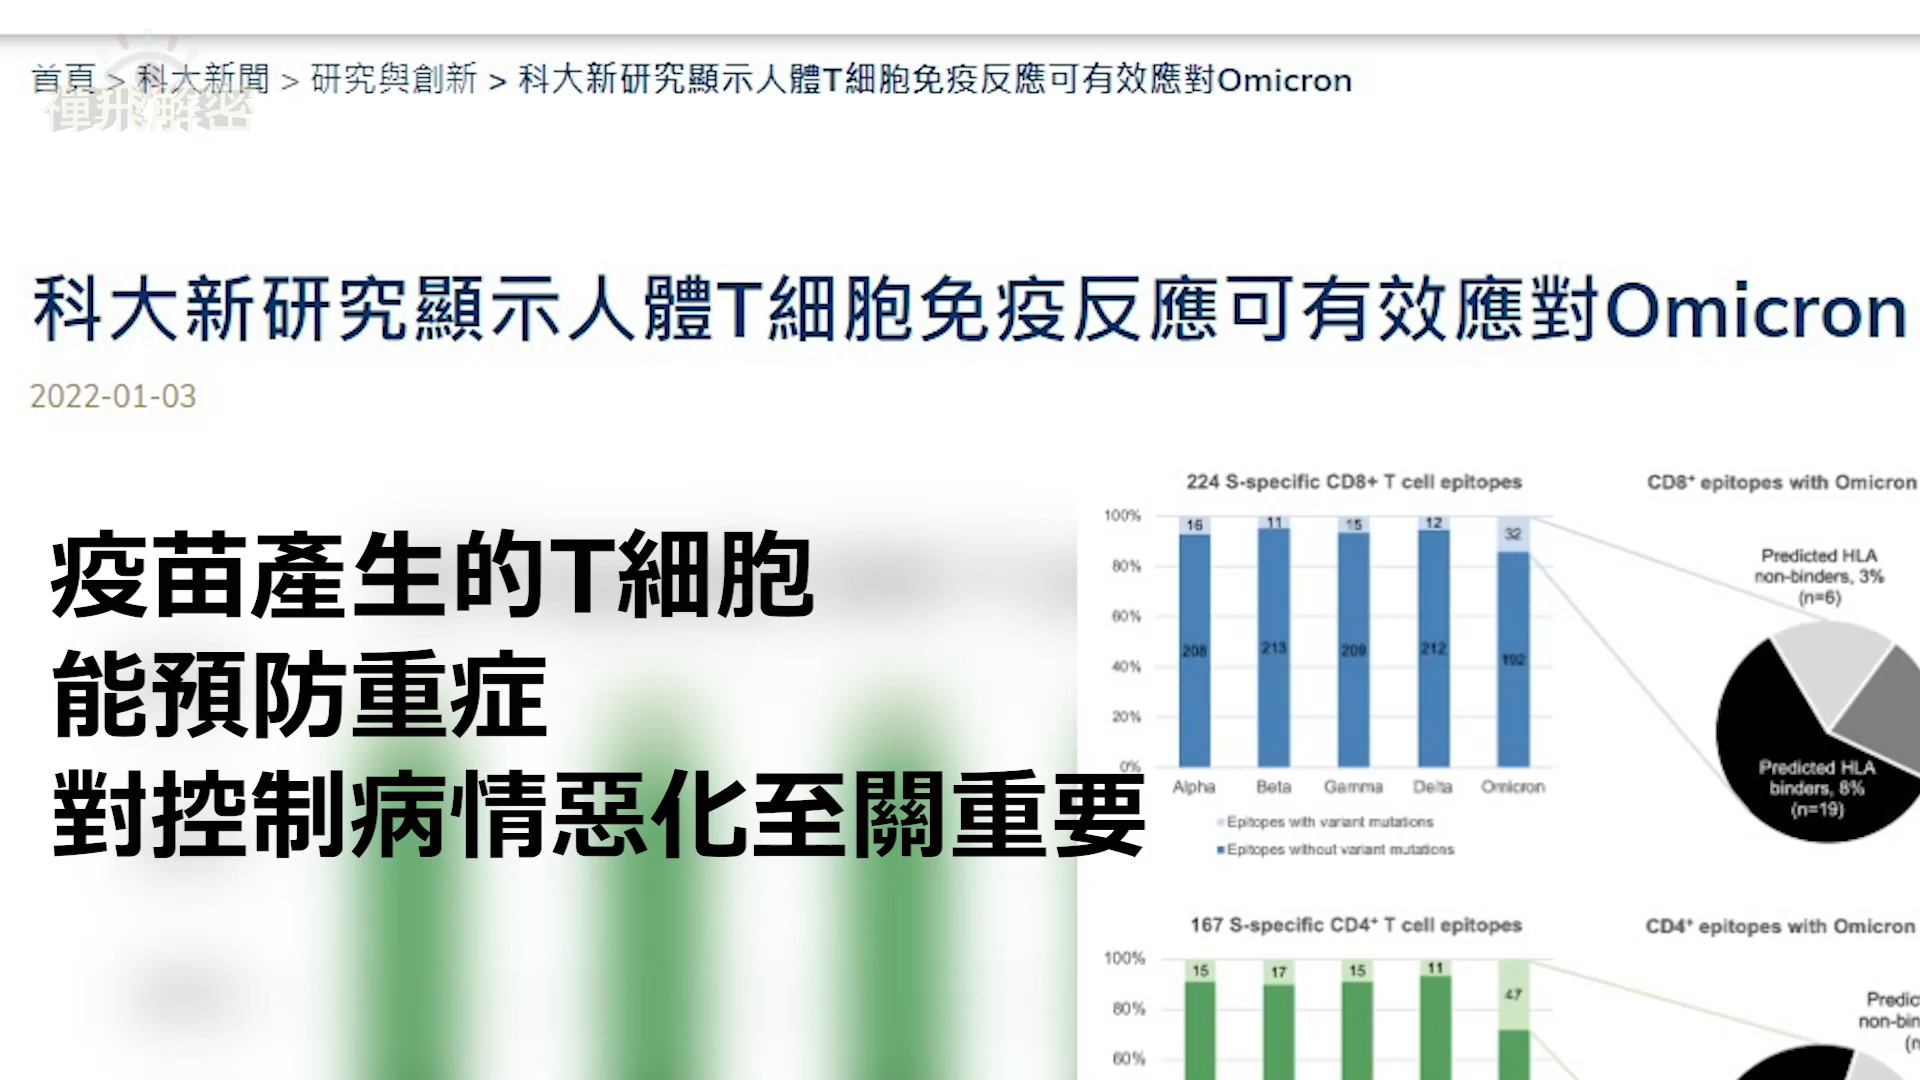 首頁 > 科大新聞 > 研究與創新 > 科大新研究顯示人體T細胞免疫反應可有效應對Omicron
禪飛解密
科大新研究顯示人體T細胞免疫反應可有效應對Omicron
2022-01-03
疫苗產生的T細胞
能預防重症
對控制病情惡化至關重要
224 S-specific CD8+ T cell epitopes
100%
80%
60%
40%
20%
0%
16
11
15
12
32
208
213
209
212
192
Alpha
Beta
Gamma
Delta
Omicron
Epitopes with variant mutations
Epitopes without variant mutations
CD8⁺ epitopes with Omicron
Predicted HLA
non-binders, 3%
(n=6)
Predicted HLA
binders, 8%
(n=19)
167 S-specific CD4⁺ T cell epitopes
100%
80%
60%
15
17
15
11
47
CD4⁺ epitopes with Omicron